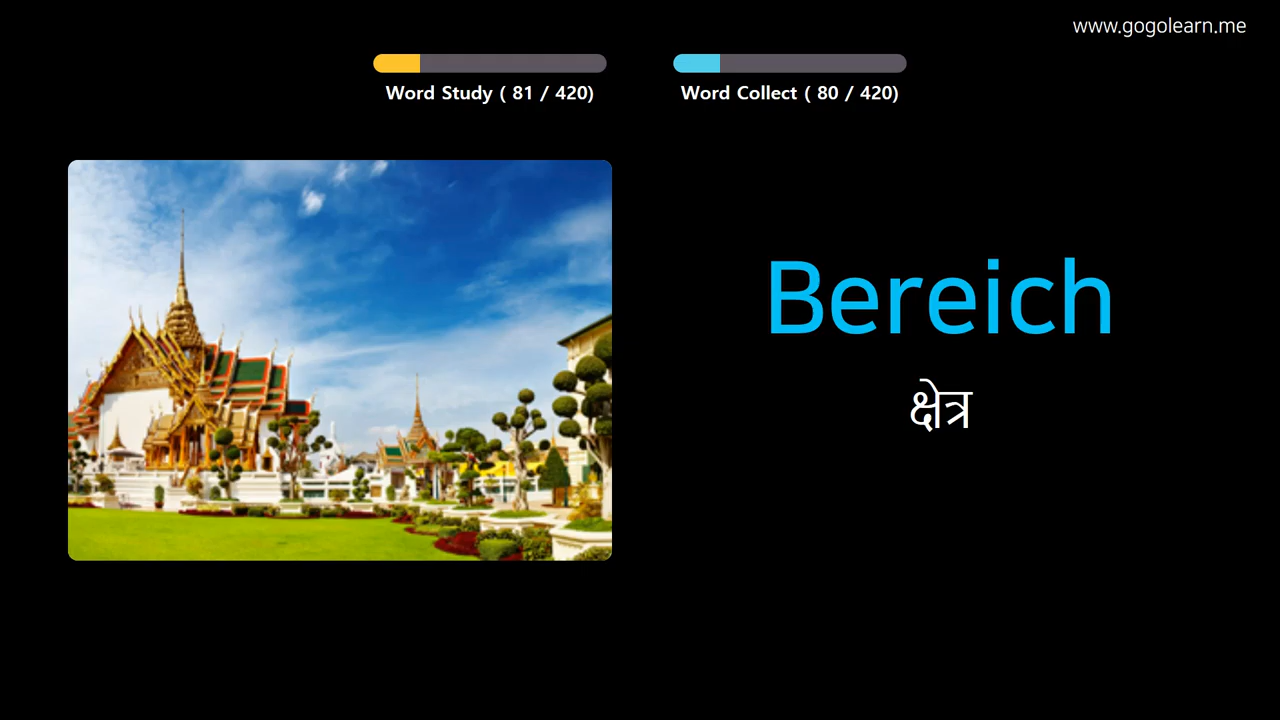 www.gogolearn.me
Word Study ( 81 / 420)
Word Collect ( 80 / 420)
Bereich
क्षेत्र